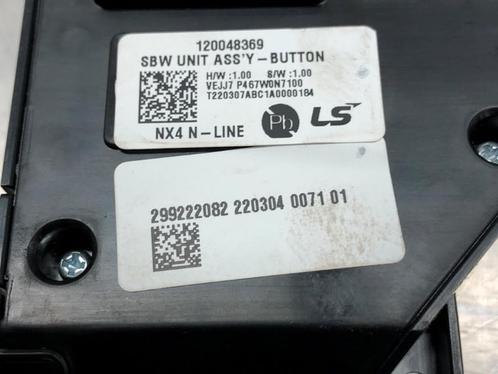 120048369
SBW UNIT ASS'Y-BUTTON
H/W :1.00 S/W :1.00
VEJJ7 P467W0N7100
T220307ABC1A0000184
NX4 N-LINE Pb LS
299222082 220304 0071 01